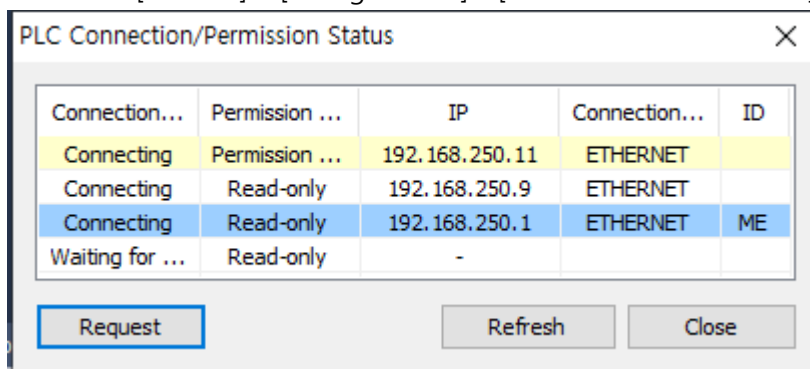 PLC Connection/Permission Status
Connection... Permission ... IP Connection... ID
Connecting Permission ... 192.168.250.11 ETHERNET
Connecting Read-only 192.168.250.9 ETHERNET
Connecting Read-only 192.168.250.1 ETHERNET ME
Waiting for ... Read-only -
Request Refresh Close